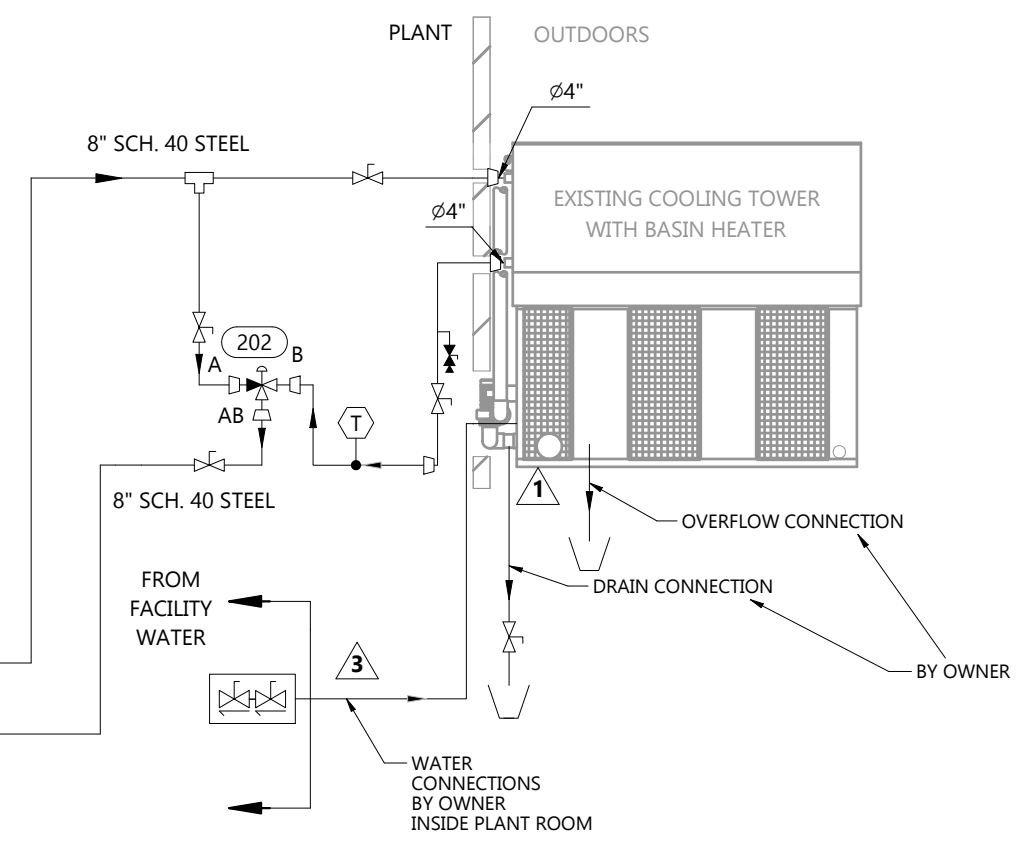 PLANT
OUTDOORS
Ø4"
8" SCH. 40 STEEL
EXISTING COOLING TOWER
WITH BASIN HEATER
Ø4"
202
A
B
AB
T
8" SCH. 40 STEEL
1
OVERFLOW CONNECTION
FROM
FACILITY
WATER
DRAIN CONNECTION
BY OWNER
3
WATER
CONNECTIONS
BY OWNER
INSIDE PLANT ROOM